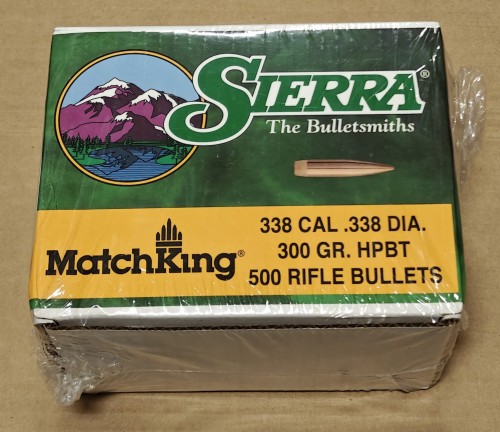 SIERRA®
The Bulletsmiths
MatchKing®
338 CAL .338 DIA.
300 GR. HPBT
500 RIFLE BULLETS